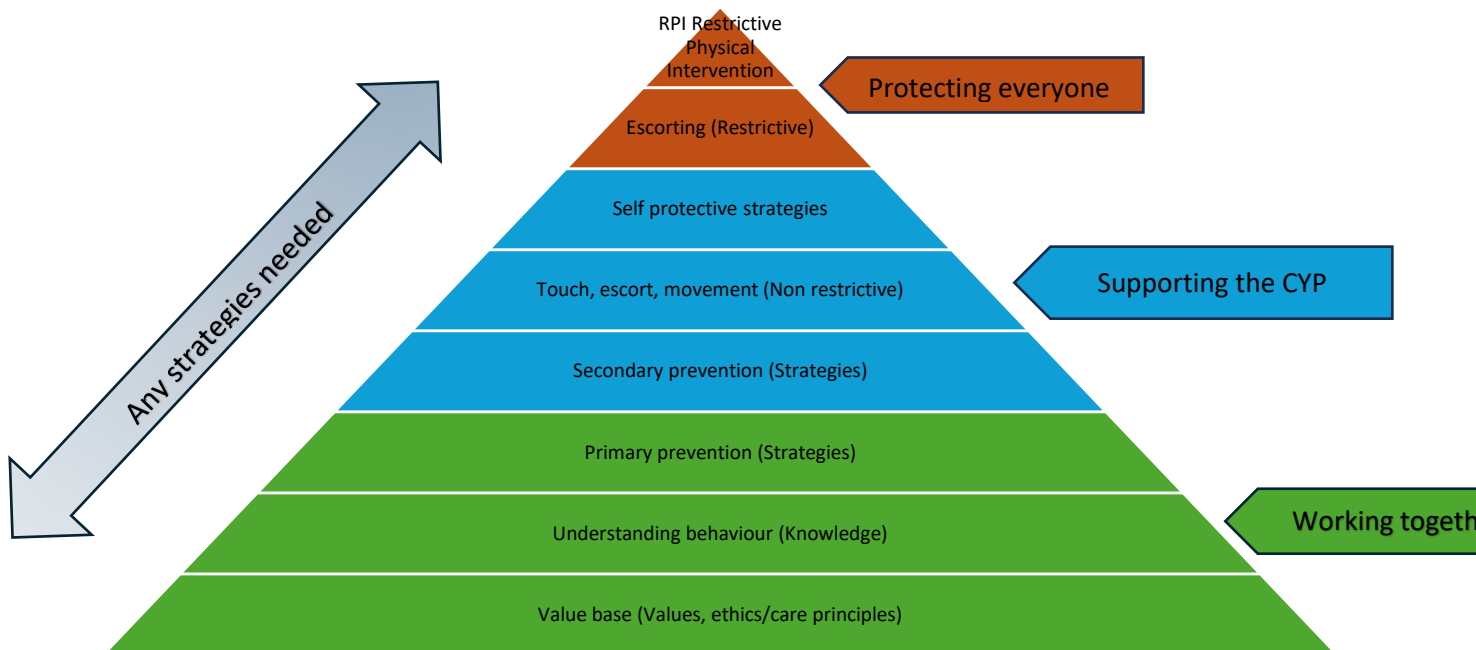 RPI Restrictive
Physical
Intervention
Protecting everyone
Escorting (Restrictive)
Self protective strategies
Any strategies needed
Touch, escort, movement (Non restrictive)
Supporting the CYP
Secondary prevention (Strategies)
Primary prevention (Strategies)
Understanding behaviour (Knowledge)
Working togeth
Value base (Values, ethics/care principles)